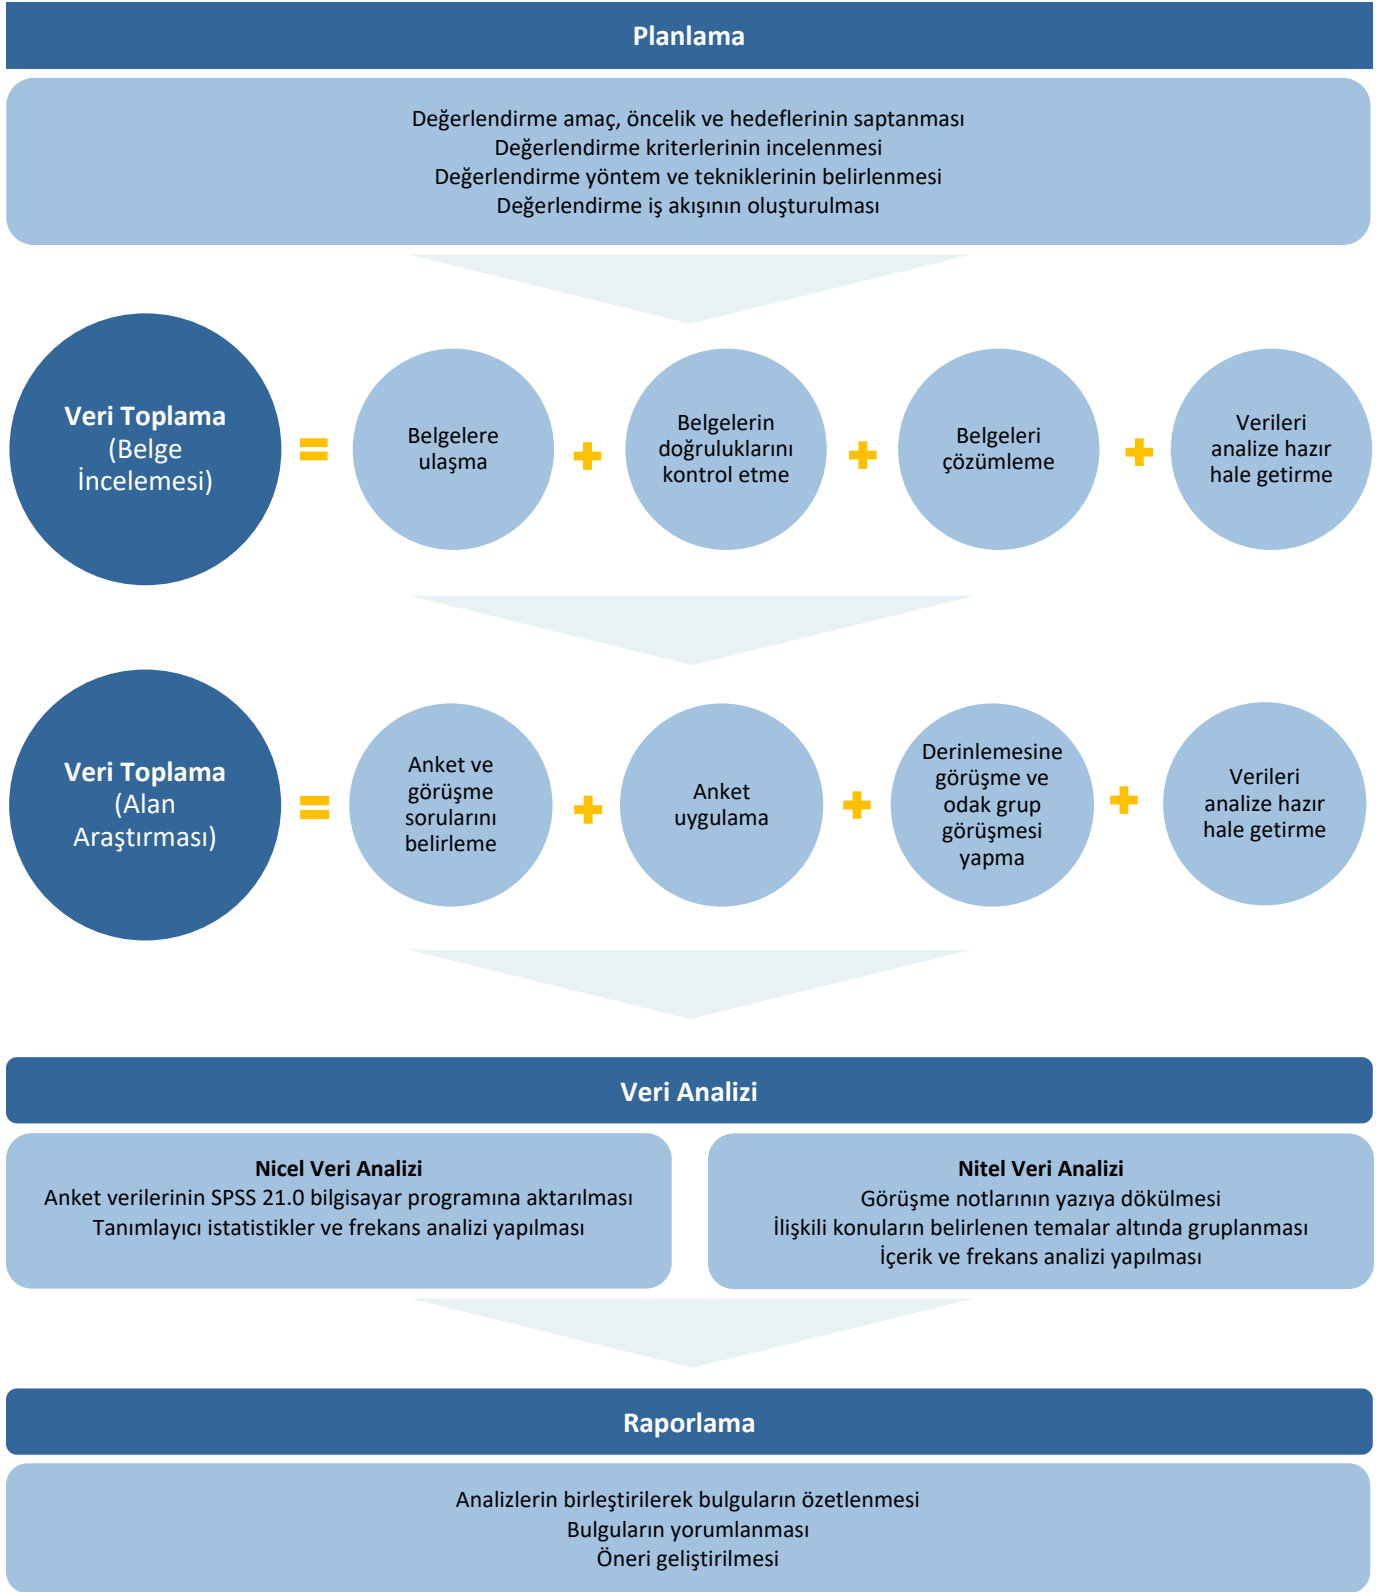 Planlama
Değerlendirme amaç, öncelik ve hedeflerinin saptanması
Değerlendirme kriterlerinin incelenmesi
Değerlendirme yöntem ve tekniklerinin belirlenmesi
Değerlendirme iş akışının oluşturulması
Veri Toplama
(Belge
İncelemesi)
=
Belgelere
ulaşma
+
Belgelerin
doğruluklarını
kontrol etme
+
Belgeleri
çözümleme
+
Verileri
analize hazır
hale getirme
Veri Toplama
(Alan
Araştırması)
=
Anket ve
görüşme
sorularını
belirleme
+
Anket
uygulama
+
Derinlemesine
görüşme ve
odak grup
görüşmesi
yapma
+
Verileri
analize hazır
hale getirme
Veri Analizi
Nicel Veri Analizi
Anket verilerinin SPSS 21.0 bilgisayar programına aktarılması
Tanımlayıcı istatistikler ve frekans analizi yapılması
Nitel Veri Analizi
Görüşme notlarının yazıya dökülmesi
İlişkili konuların belirlenen temalar altında gruplanması
İçerik ve frekans analizi yapılması
Raporlama
Analizlerin birleştirilerek bulguların özetlenmesi
Bulguların yorumlanması
Öneri geliştirilmesi